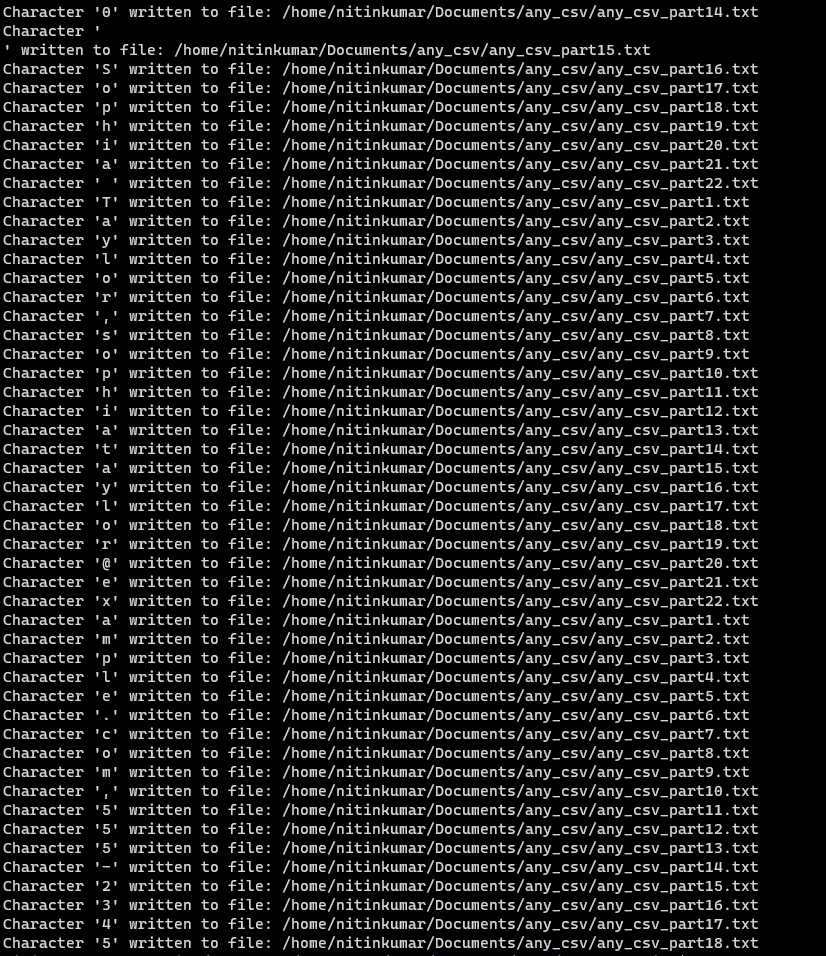 Character '0' written to file: /home/nitinkumar/Documents/any_csv/any_csv_part14.txt
Character '
' written to file: /home/nitinkumar/Documents/any_csv/any_csv_part15.txt
Character 'S' written to file: /home/nitinkumar/Documents/any_csv/any_csv_part16.txt
Character 'o' written to file: /home/nitinkumar/Documents/any_csv/any_csv_part17.txt
Character 'p' written to file: /home/nitinkumar/Documents/any_csv/any_csv_part18.txt
Character 'h' written to file: /home/nitinkumar/Documents/any_csv/any_csv_part19.txt
Character 'i' written to file: /home/nitinkumar/Documents/any_csv/any_csv_part20.txt
Character 'a' written to file: /home/nitinkumar/Documents/any_csv/any_csv_part21.txt
Character ' ' written to file: /home/nitinkumar/Documents/any_csv/any_csv_part22.txt
Character 'T' written to file: /home/nitinkumar/Documents/any_csv/any_csv_part1.txt
Character 'a' written to file: /home/nitinkumar/Documents/any_csv/any_csv_part2.txt
Character 'y' written to file: /home/nitinkumar/Documents/any_csv/any_csv_part3.txt
Character 'l' written to file: /home/nitinkumar/Documents/any_csv/any_csv_part4.txt
Character 'o' written to file: /home/nitinkumar/Documents/any_csv/any_csv_part5.txt
Character 'r' written to file: /home/nitinkumar/Documents/any_csv/any_csv_part6.txt
Character ',' written to file: /home/nitinkumar/Documents/any_csv/any_csv_part7.txt
Character 's' written to file: /home/nitinkumar/Documents/any_csv/any_csv_part8.txt
Character 'o' written to file: /home/nitinkumar/Documents/any_csv/any_csv_part9.txt
Character 'p' written to file: /home/nitinkumar/Documents/any_csv/any_csv_part10.txt
Character 'h' written to file: /home/nitinkumar/Documents/any_csv/any_csv_part11.txt
Character 'i' written to file: /home/nitinkumar/Documents/any_csv/any_csv_part12.txt
Character 'a' written to file: /home/nitinkumar/Documents/any_csv/any_csv_part13.txt
Character 't' written to file: /home/nitinkumar/Documents/any_csv/any_csv_part14.txt
Character 'a' written to file: /home/nitinkumar/Documents/any_csv/any_csv_part15.txt
Character 'y' written to file: /home/nitinkumar/Documents/any_csv/any_csv_part16.txt
Character 'l' written to file: /home/nitinkumar/Documents/any_csv/any_csv_part17.txt
Character 'o' written to file: /home/nitinkumar/Documents/any_csv/any_csv_part18.txt
Character 'r' written to file: /home/nitinkumar/Documents/any_csv/any_csv_part19.txt
Character '@' written to file: /home/nitinkumar/Documents/any_csv/any_csv_part20.txt
Character 'e' written to file: /home/nitinkumar/Documents/any_csv/any_csv_part21.txt
Character 'x' written to file: /home/nitinkumar/Documents/any_csv/any_csv_part22.txt
Character 'a' written to file: /home/nitinkumar/Documents/any_csv/any_csv_part1.txt
Character 'm' written to file: /home/nitinkumar/Documents/any_csv/any_csv_part2.txt
Character 'p' written to file: /home/nitinkumar/Documents/any_csv/any_csv_part3.txt
Character 'l' written to file: /home/nitinkumar/Documents/any_csv/any_csv_part4.txt
Character 'e' written to file: /home/nitinkumar/Documents/any_csv/any_csv_part5.txt
Character '.' written to file: /home/nitinkumar/Documents/any_csv/any_csv_part6.txt
Character 'c' written to file: /home/nitinkumar/Documents/any_csv/any_csv_part7.txt
Character 'o' written to file: /home/nitinkumar/Documents/any_csv/any_csv_part8.txt
Character 'm' written to file: /home/nitinkumar/Documents/any_csv/any_csv_part9.txt
Character ',' written to file: /home/nitinkumar/Documents/any_csv/any_csv_part10.txt
Character '5' written to file: /home/nitinkumar/Documents/any_csv/any_csv_part11.txt
Character '5' written to file: /home/nitinkumar/Documents/any_csv/any_csv_part12.txt
Character '5' written to file: /home/nitinkumar/Documents/any_csv/any_csv_part13.txt
Character '-' written to file: /home/nitinkumar/Documents/any_csv/any_csv_part14.txt
Character '2' written to file: /home/nitinkumar/Documents/any_csv/any_csv_part15.txt
Character '3' written to file: /home/nitinkumar/Documents/any_csv/any_csv_part16.txt
Character '4' written to file: /home/nitinkumar/Documents/any_csv/any_csv_part17.txt
Character '5' written to file: /home/nitinkumar/Documents/any_csv/any_csv_part18.txt